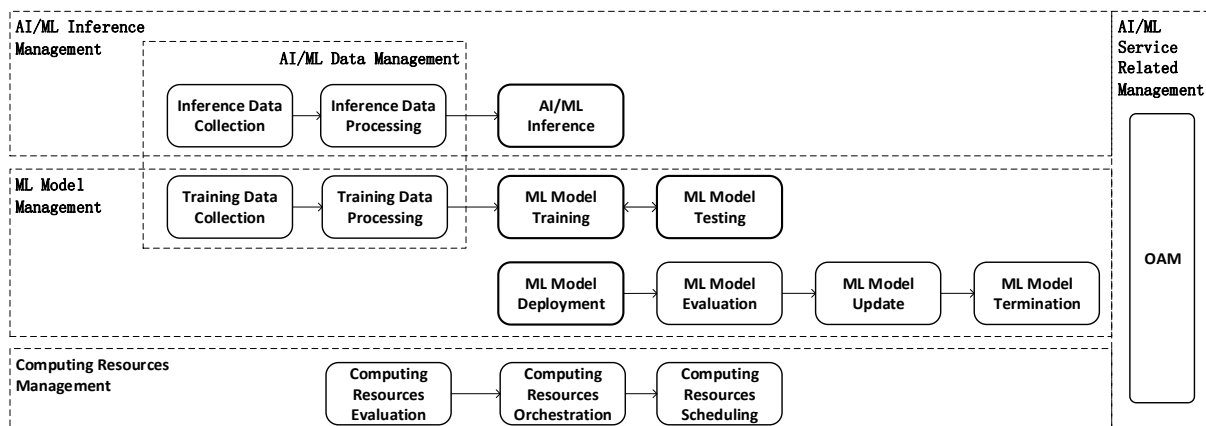 AI/ML Inference
Management
AI/ML Data Management
Inference Data
Collection
Inference Data
Processing
AI/ML
Inference
ML Model
Management
Training Data
Collection
Training Data
Processing
ML Model
Training
ML Model
Testing
ML Model
Deployment
ML Model
Evaluation
ML Model
Update
ML Model
Termination
Computing Resources
Management
Computing
Resources
Evaluation
Computing
Resources
Orchestration
Computing
Resources
Scheduling
AI/ML
Service
Related
Management
OAM